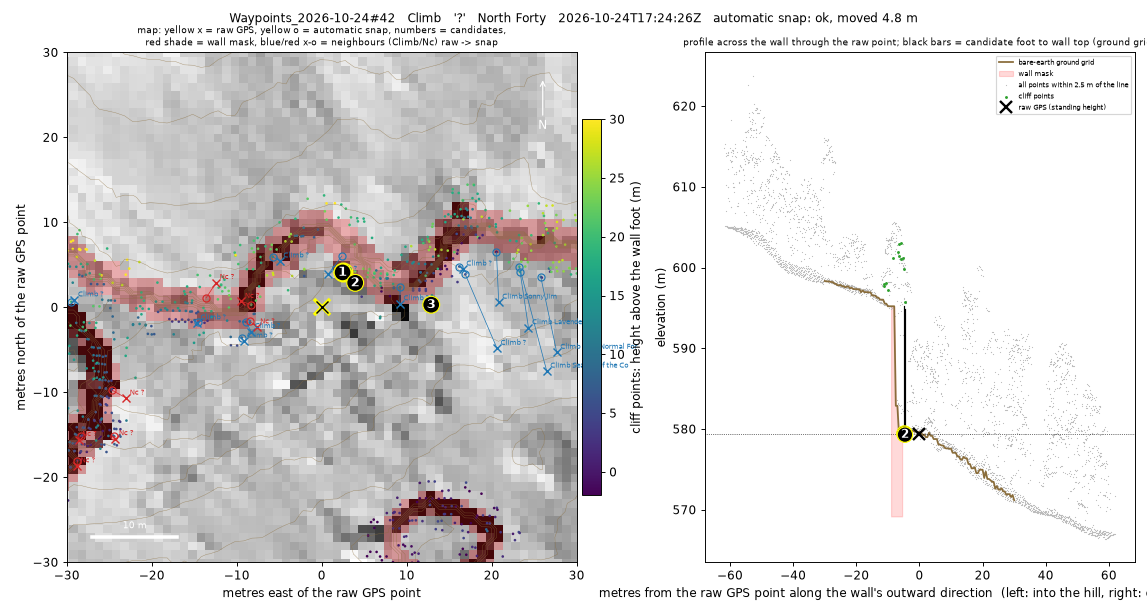 Waypoints_2026-10-24#42 Climb '?' North Forty 2026-10-24T17:24:26Z automatic snap: ok, moved 4.8 m
map: yellow x = raw GPS, yellow o = automatic snap, numbers = candidates,
red shade = wall mask, blue/red x-o = neighbours (Climb/Nc) raw -> snap
profile across the wall through the raw point; black bars = candidate foot to wall top (ground gri
30
20
10
0
−10
−20
−30
metres north of the raw GPS point
−30
−20
−10
0
10
20
30
metres east of the raw GPS point
N
10 m
1
2
3
Nc ?
Climb ?
Climb ?
Nc ?
Nc ?
Nc ?
30
25
20
15
10
5
0
cliff points: height above the wall foot (m)
bare-earth ground grid
wall mask
all points within 2.5 m of the line
cliff points
raw GPS (standing height)
620
610
600
590
580
570
elevation (m)
2
−60
−40
−20
0
20
40
60
metres from the raw GPS point along the wall's outward direction (left: into the hill, right: